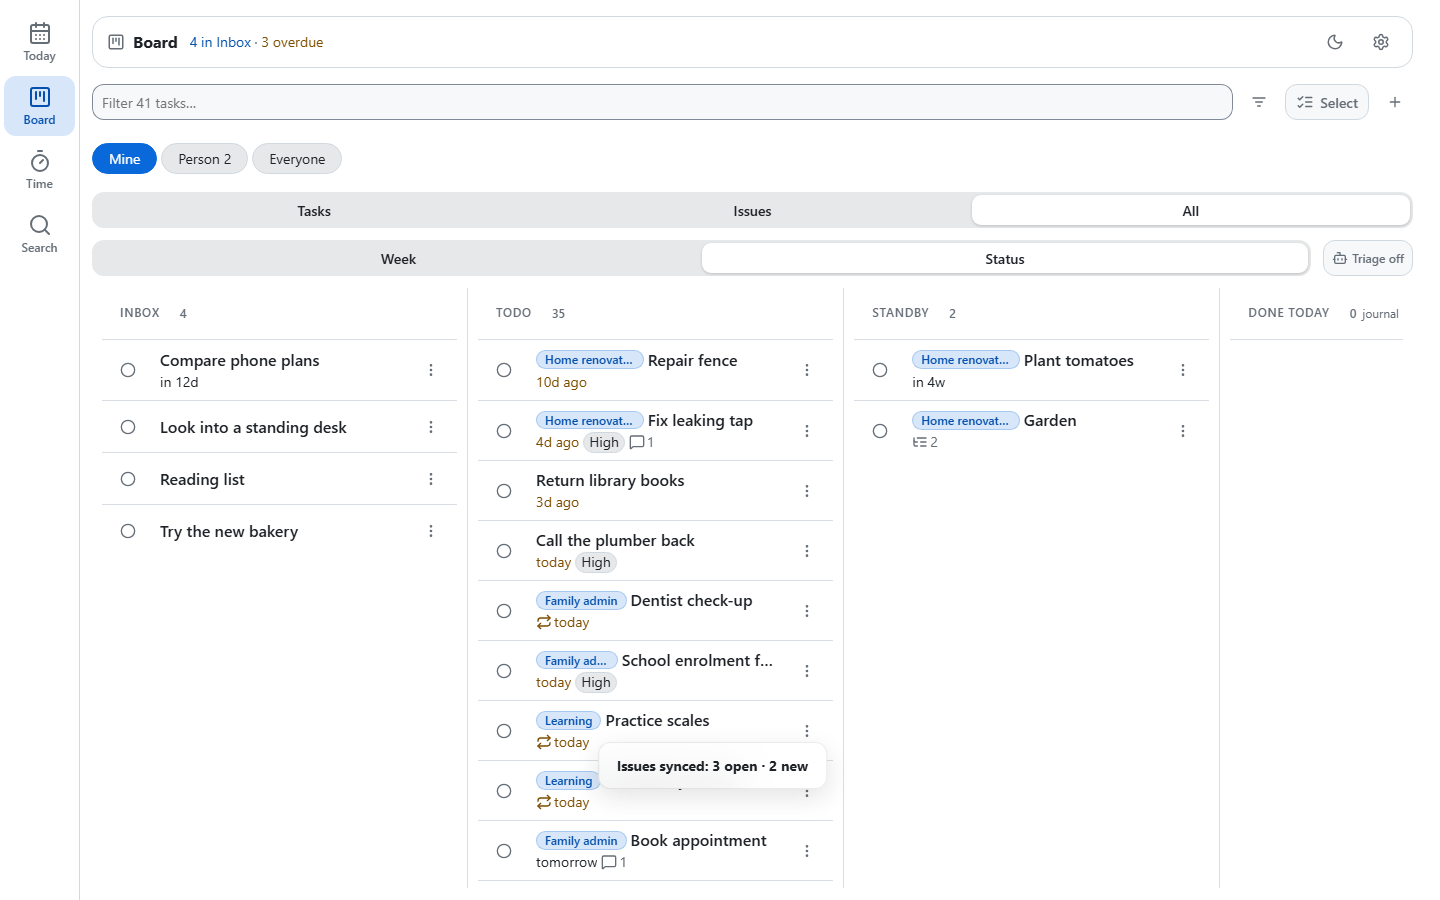 Today
Board
Time
Search
Board 4 in Inbox · 3 overdue
Filter 41 tasks...
Select
Mine
Person 2
Everyone
Tasks
Issues
All
Week
Status
Triage off
INBOX 4
Compare phone plans
in 12d
Look into a standing desk
Reading list
Try the new bakery
TODO 35
Home renovat... Repair fence
10d ago
Home renovat... Fix leaking tap
4d ago High 1
Return library books
3d ago
Call the plumber back
today High
Family admin Dentist check-up
today
Family ad... School enrolment f...
today High
Learning Practice scales
today
Issues synced: 3 open · 2 new
Learning
today
Family admin Book appointment
tomorrow 1
STANDBY 2
Home renovat... Plant tomatoes
in 4w
Home renovat... Garden
2
DONE TODAY 0 journal